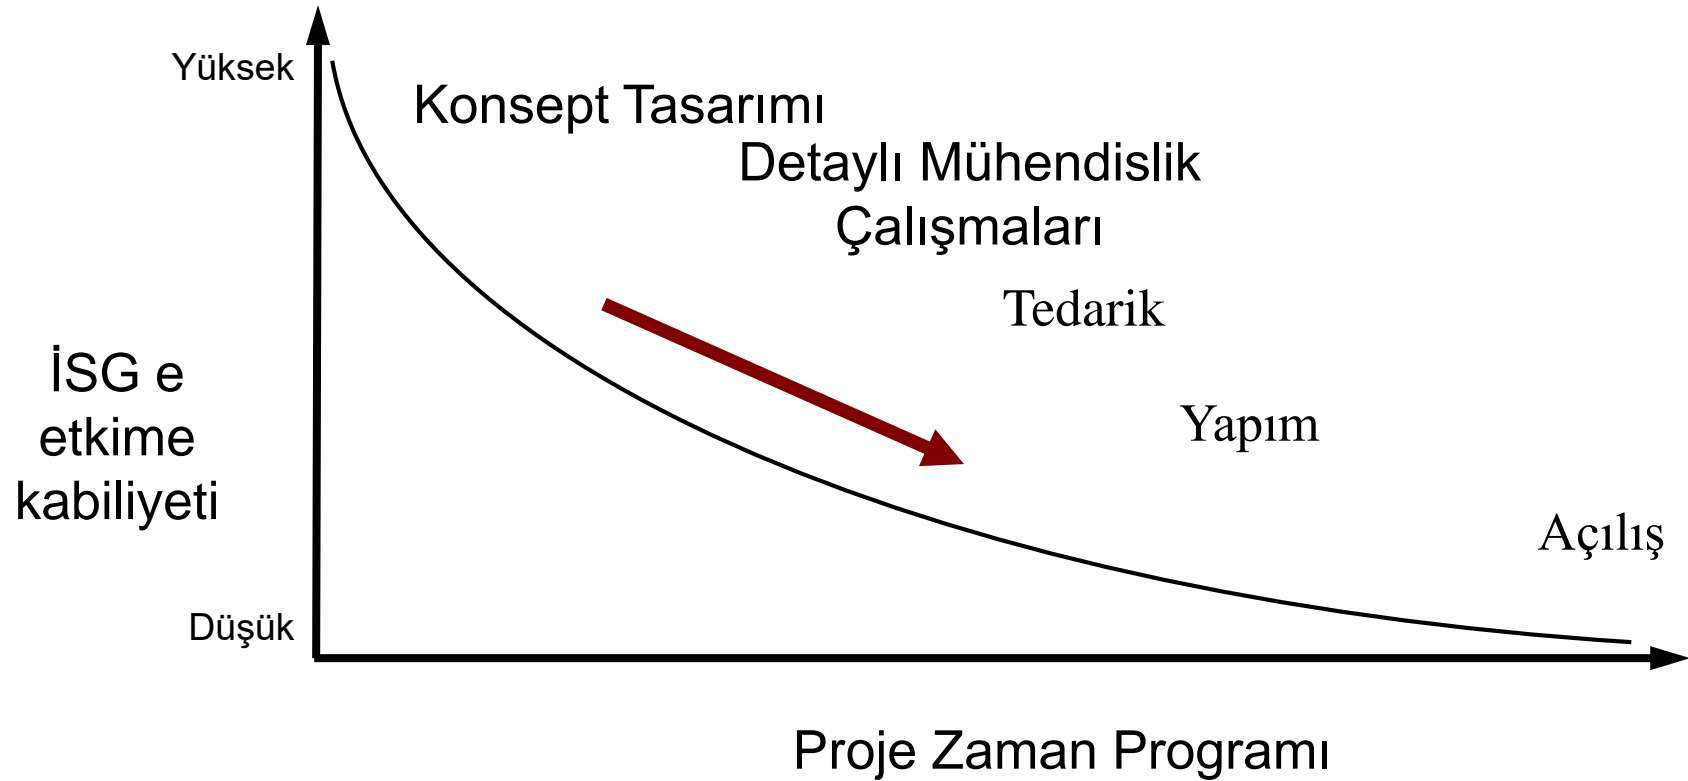 Yüksek
Konsept Tasarımı
Detaylı Mühendislik
Çalışmaları
Tedarik
İSG e
etkime
kabiliyeti
Yapım
Açılış
Düşük
Proje Zaman Programı